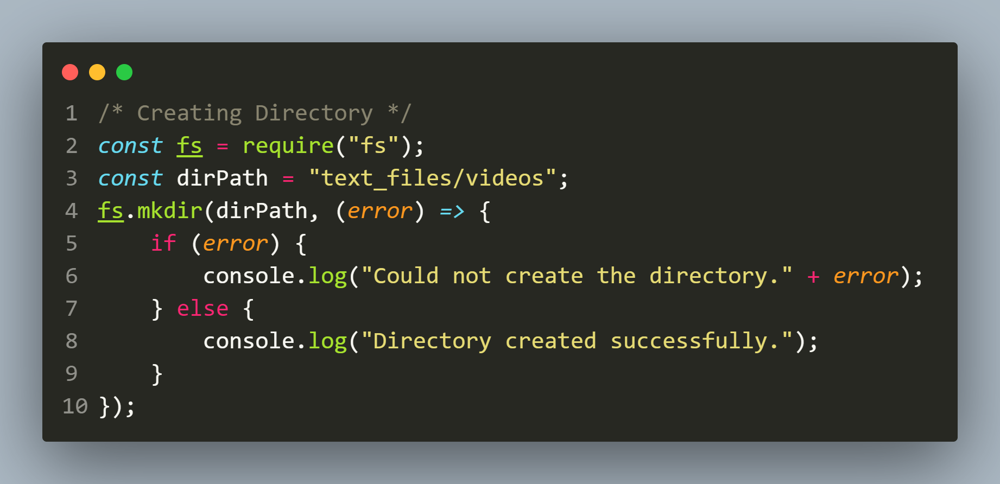 1 /* Creating Directory */
2 const fs = require("fs");
3 const dirPath = "text_files/videos";
4 fs.mkdir(dirPath, (error) => {
5     if (error) {
6         console.log("Could not create the directory." + error);
7     } else {
8         console.log("Directory created successfully.");
9     }
10 });